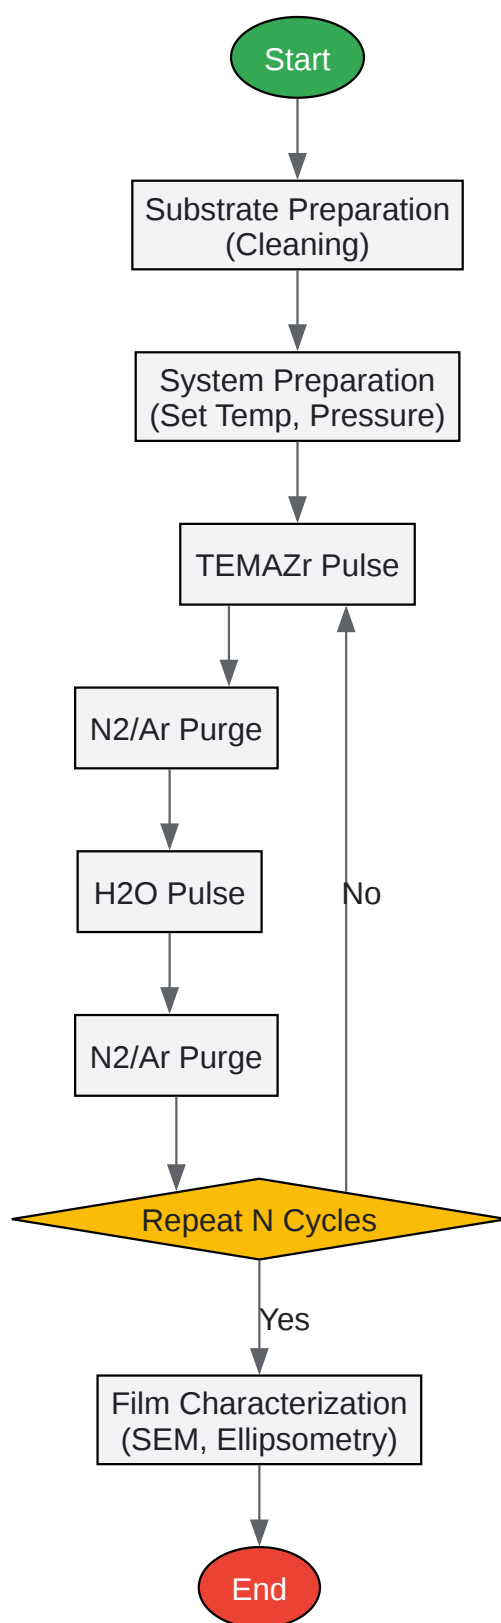 Start
Substrate Preparation
(Cleaning)
System Preparation
(Set Temp, Pressure)
TEMAZr Pulse
N2/Ar Purge
H2O Pulse
No
N2/Ar Purge
Repeat N Cycles
Yes
Film Characterization
(SEM, Ellipsometry)
End